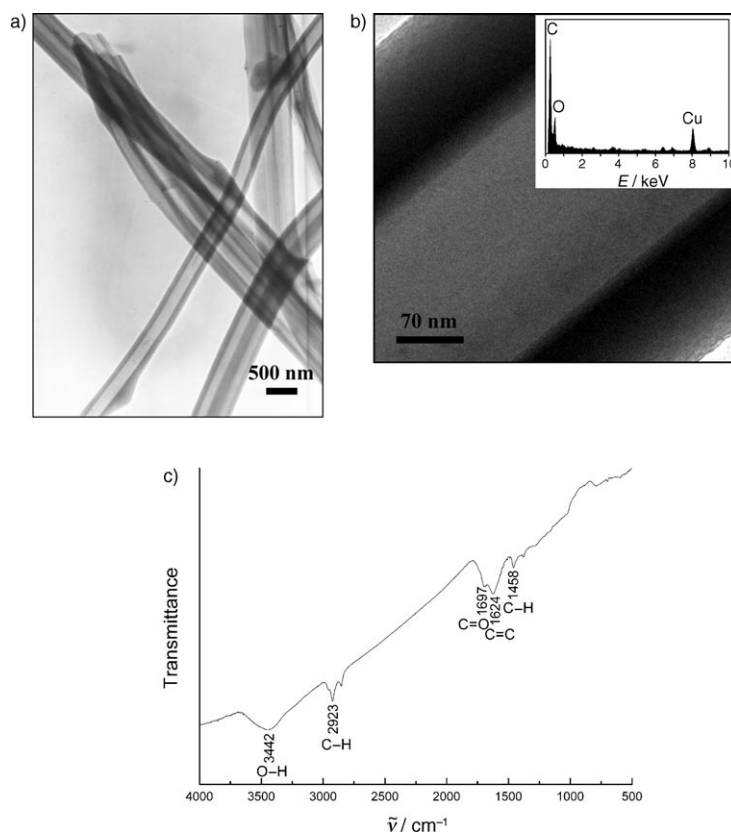 a)
500 nm
b)
70 nm
C
O
Cu
0 2 4 6 8 10
E / keV
c)
Transmittance
3442
O–H
2923
C–H
1697
C=O
1624
C=C
1458
C–H
4000 3500 3000 2500 2000 1500 1000 500
ṽ / cm⁻¹